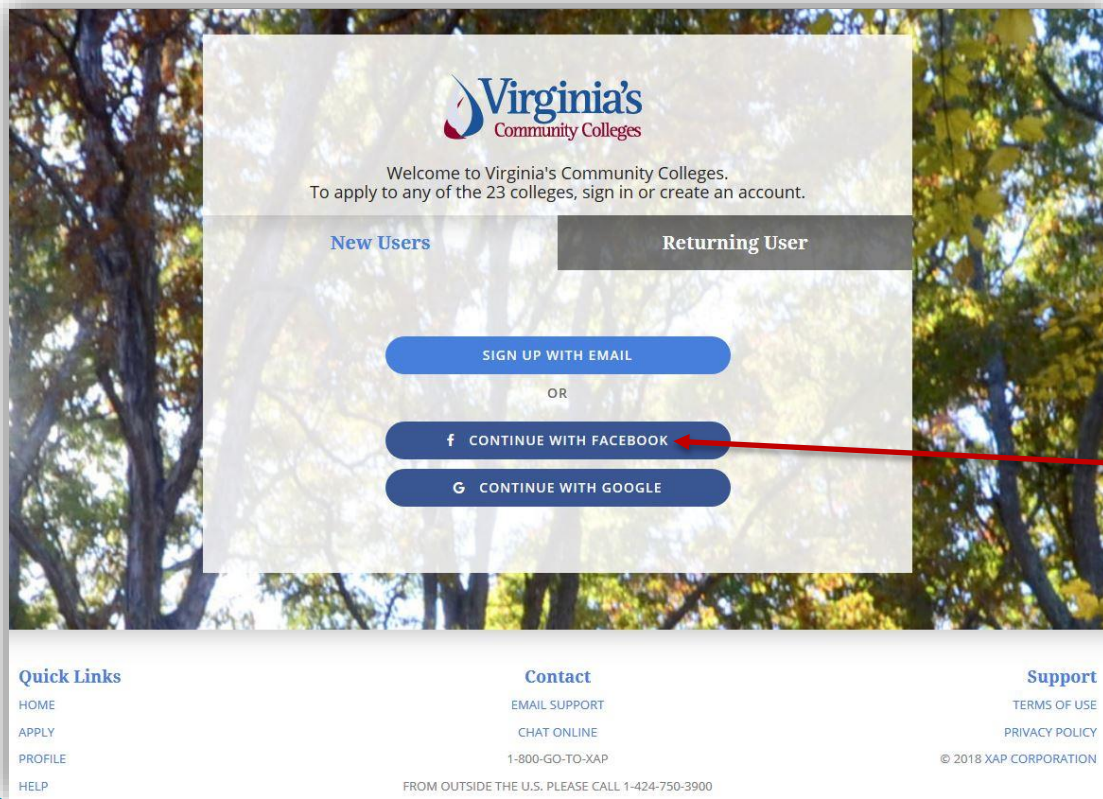 Virginia's
Community Colleges
Welcome to Virginia's Community Colleges.
To apply to any of the 23 colleges, sign in or create an account.
New Users
Returning User
SIGN UP WITH EMAIL
OR
f CONTINUE WITH FACEBOOK
G CONTINUE WITH GOOGLE
Quick Links
HOME
APPLY
PROFILE
HELP
Contact
EMAIL SUPPORT
CHAT ONLINE
1-800-GO-TO-XAP
FROM OUTSIDE THE U.S. PLEASE CALL 1-424-750-3900
Support
TERMS OF USE
PRIVACY POLICY
© 2018 XAP CORPORATION